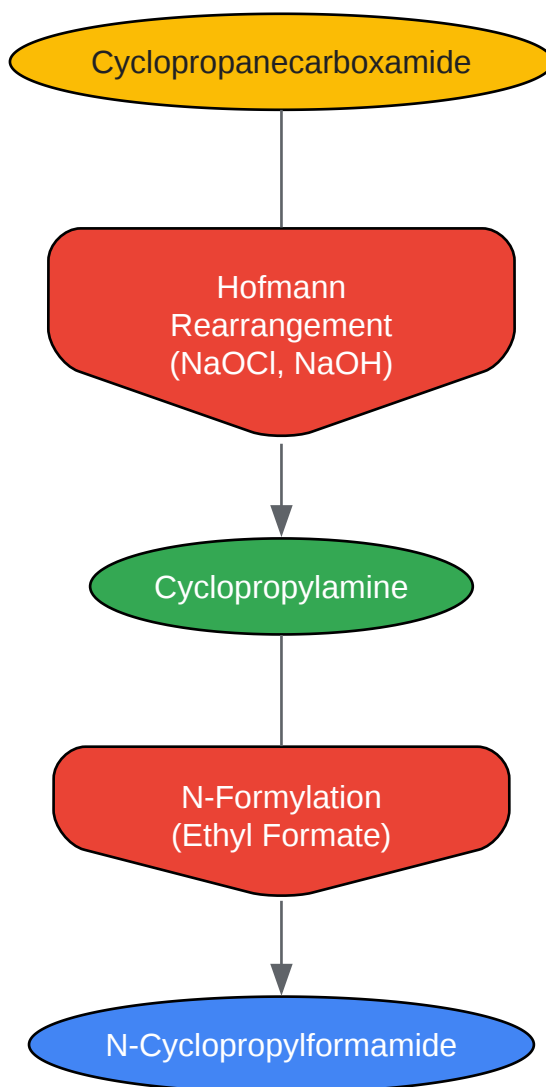 Cyclopropanecarboxamide
Hofmann
Rearrangement
(NaOCl, NaOH)
Cyclopropylamine
N-Formylation
(Ethyl Formate)
N-Cyclopropylformamide